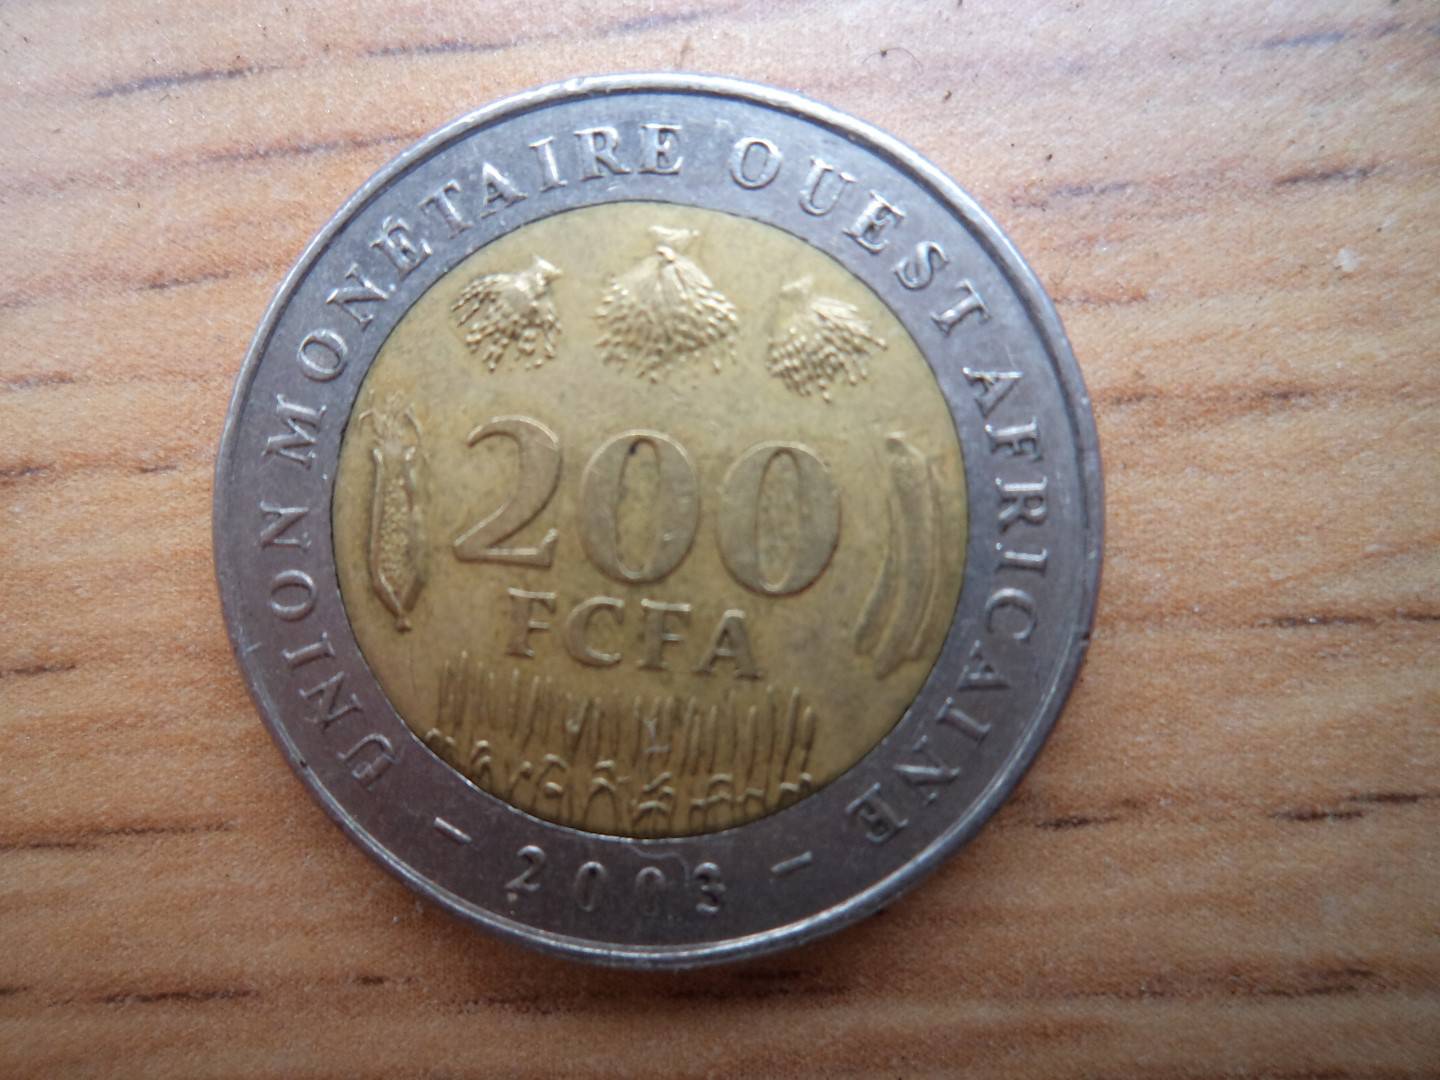 UNION MONÉTAIRE OUEST AFRICAINE
200
FCFA
- 2003 -